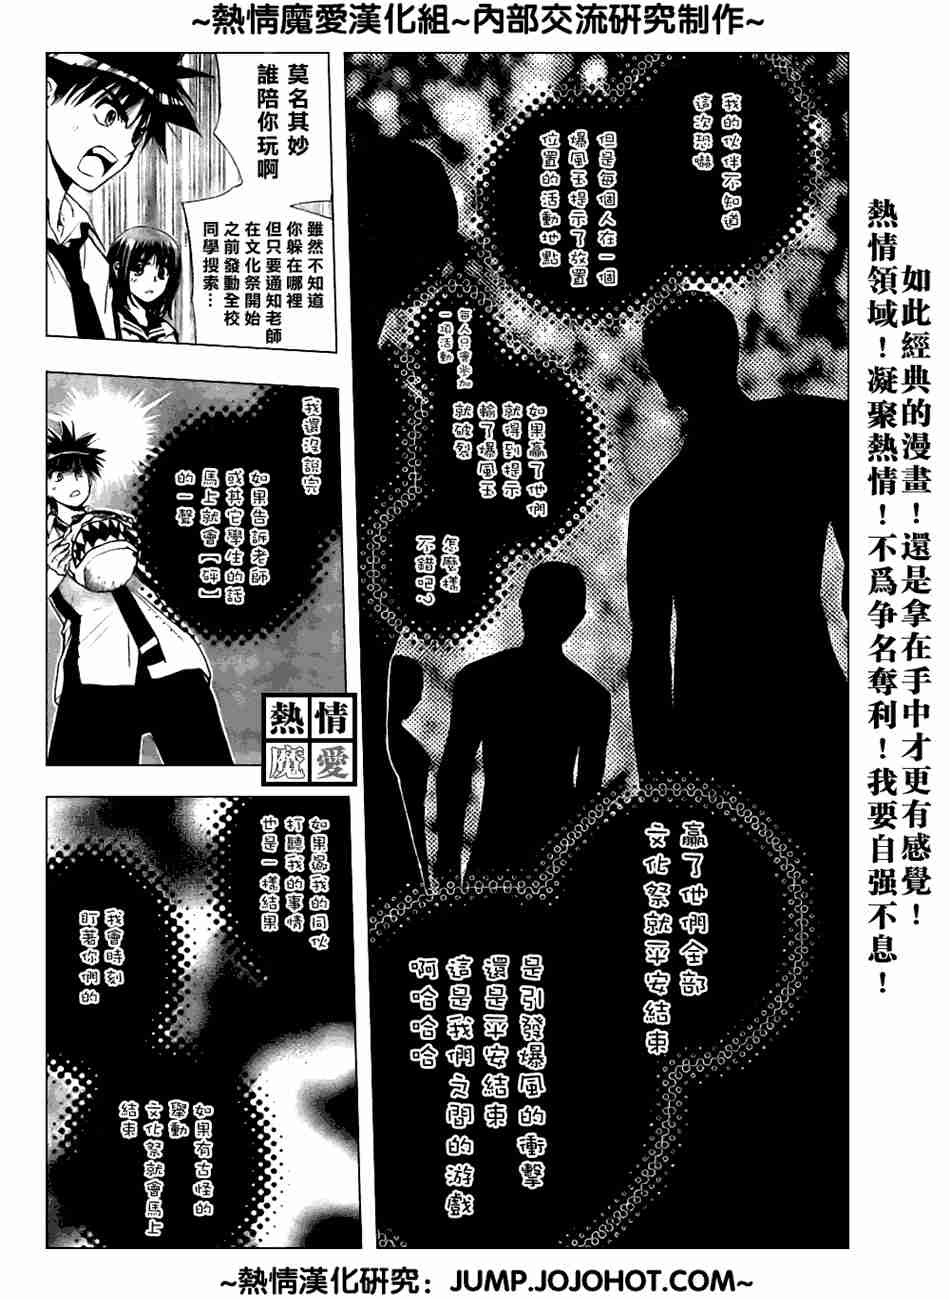 ~熱情魔愛漢化組~內部交流研究制作~
我的伙伴不知道
這次恐嚇
但是每個人在一個
爆風玉提示了放置
位置的活動地點
每人只會參加
一項活動
如果贏了他們
就得到提示
輸了爆風玉
就破裂
怎麼樣
不錯吧?
贏了他們全部
文化祭就平安結束
是引發爆風的衝擊
還是平安結束
這是我們之間的游戲
啊哈哈哈
莫名其妙
誰陪你玩啊
雖然不知道
你躲在哪裡
但只要通知老師
在文化祭開始
之前發動全校
同學搜索…
我還沒說完
如果告訴老師
或其它學生的話
馬上就會【砰】
的一聲
熱情
魔愛
如果縐我的同伙
打聽我的事情
也是一樣結果
我會時刻
盯著你們的
如果有古怪的
舉動
文化祭就會馬上
結束
如此經典的漫畫！還是拿在手中才更有感覺！
熱情領域！凝聚熱情！不爲争名奪利！我要自强不息！
~熱情漢化研究：JUMP.JOJOHOT.COM~